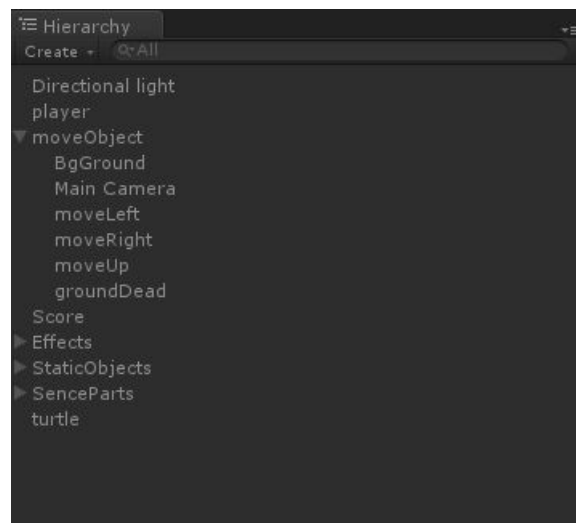 Hierarchy
Create All
Directional light
player
moveObject
BgGround
Main Camera
moveLeft
moveRight
moveUp
groundDead
Score
Effects
StaticObjects
SenceParts
turtle